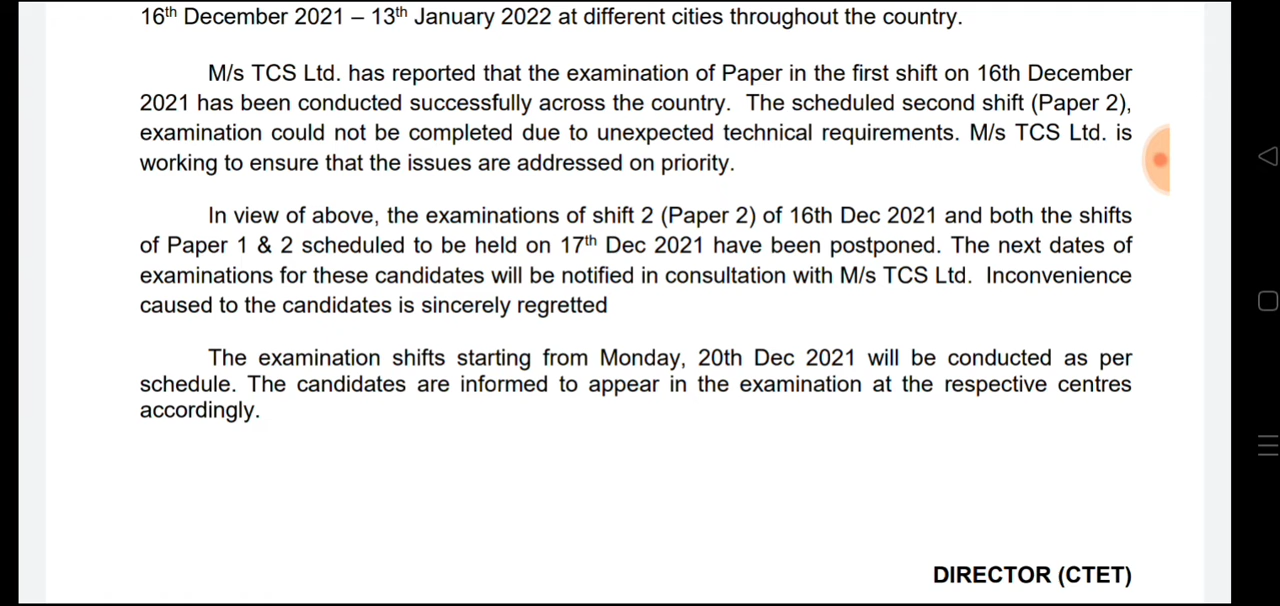 16th December 2021 – 13th January 2022 at different cities throughout the country.
M/s TCS Ltd. has reported that the examination of Paper in the first shift on 16th December
2021 has been conducted successfully across the country. The scheduled second shift (Paper 2),
examination could not be completed due to unexpected technical requirements. M/s TCS Ltd. is
working to ensure that the issues are addressed on priority.
In view of above, the examinations of shift 2 (Paper 2) of 16th Dec 2021 and both the shifts
of Paper 1 & 2 scheduled to be held on 17th Dec 2021 have been postponed. The next dates of
examinations for these candidates will be notified in consultation with M/s TCS Ltd. Inconvenience
caused to the candidates is sincerely regretted
The examination shifts starting from Monday, 20th Dec 2021 will be conducted as per
schedule. The candidates are informed to appear in the examination at the respective centres
accordingly.
DIRECTOR (CTET)